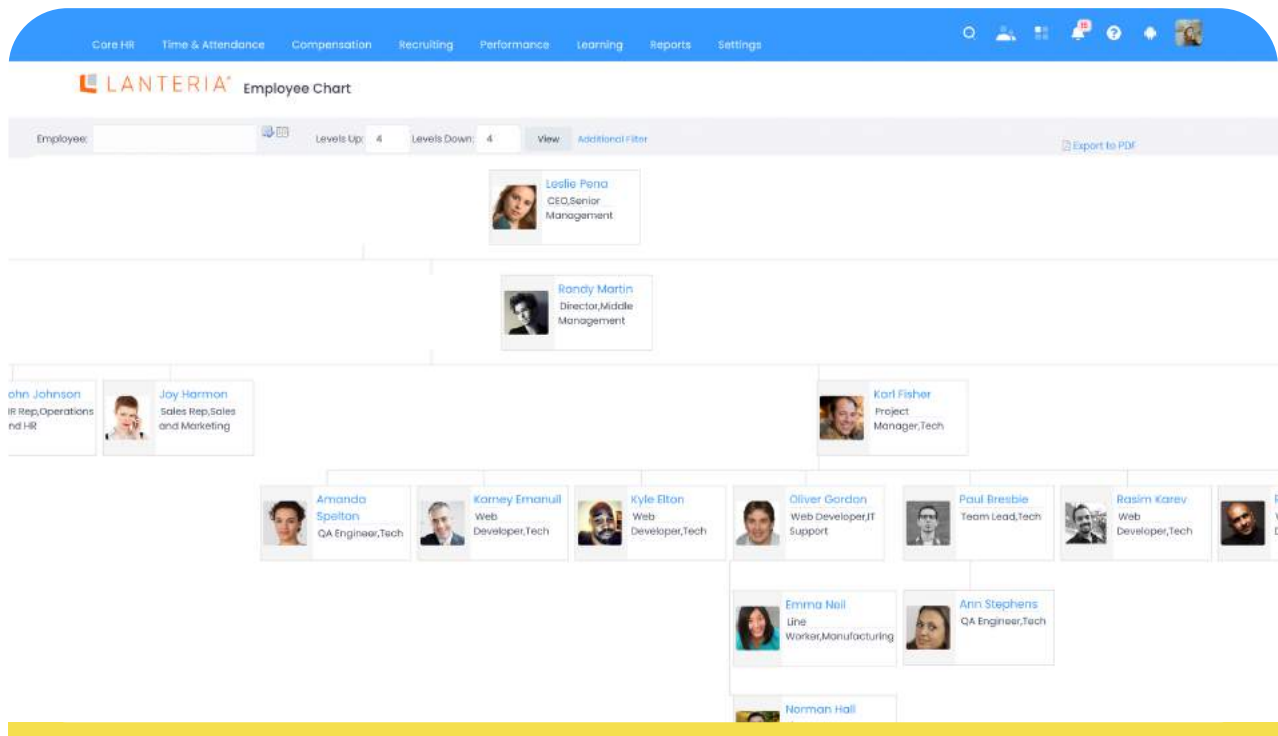 Core HR Time & Attendance Compensation Recruiting Performance Learning Reports Settings
LANTERIA Employee Chart
Employee: Levels Up: 4 Levels Down: 4 View Additional Filter Export to PDF
Leslie Pena
CEO,Senior
Management
Randy Martin
Director,Middle
Management
ohn Johnson
HR Rep,Operations
nd HR
Joy Harmon
Sales Rep,Sales
and Marketing
Karl Fisher
Project
Manager,Tech
Amanda
Spelton
QA Engineer,Tech
Korney Emanuil
Web
Developer,Tech
Kyle Elton
Web
Developer,Tech
Oliver Gordon
Web Developer,IT
Support
Paul Bresbie
Team Lead,Tech
Rasim Karev
Web
Developer,Tech
Emma Neil
Line
Worker,Manufacturing
Ann Stephens
QA Engineer,Tech
Norman Hall